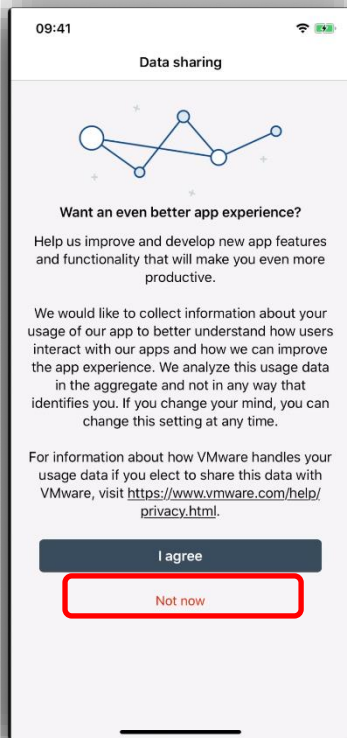 09:41
Data sharing
Want an even better app experience?
Help us improve and develop new app features
and functionality that will make you even more
productive.
We would like to collect information about your
usage of our app to better understand how users
interact with our apps and how we can improve
the app experience. We analyze this usage data
in the aggregate and not in any way that
identifies you. If you change your mind, you can
change this setting at any time.
For information about how VMware handles your
usage data if you elect to share this data with
VMware, visit https://www.vmware.com/help/
privacy.html.
I agree
Not now